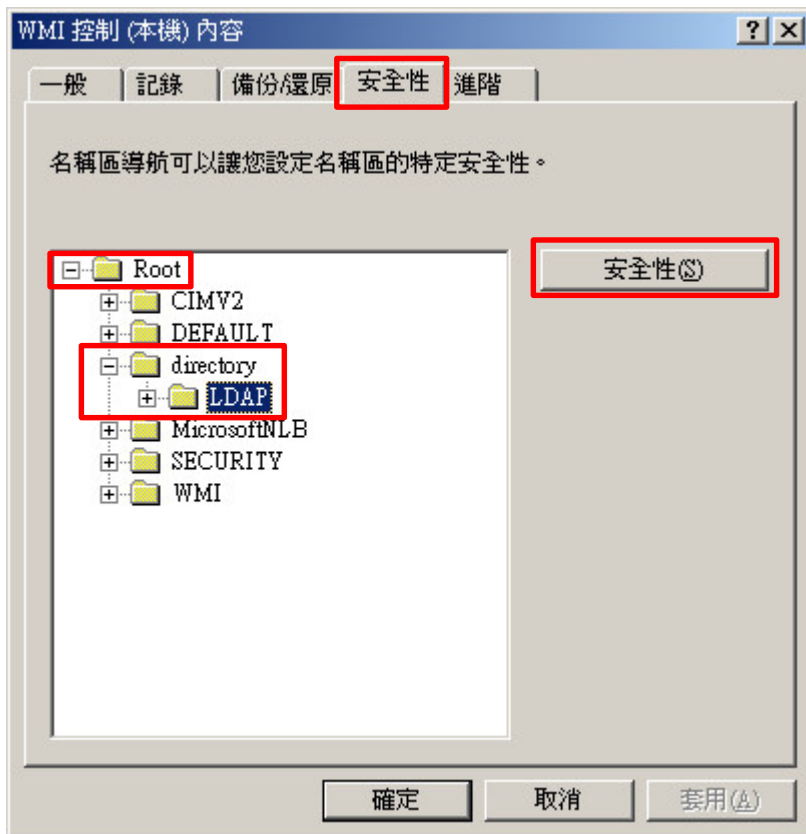 WMI 控制 (本機) 內容
一般 記錄 備份/還原 安全性 進階
名稱區導航可以讓您設定名稱區的特定安全性。
Root
安全性(S)
CIMV2
DEFAULT
directory
LDAP
MicrosoftNLB
SECURITY
WMI
確定 取消 套用(A)